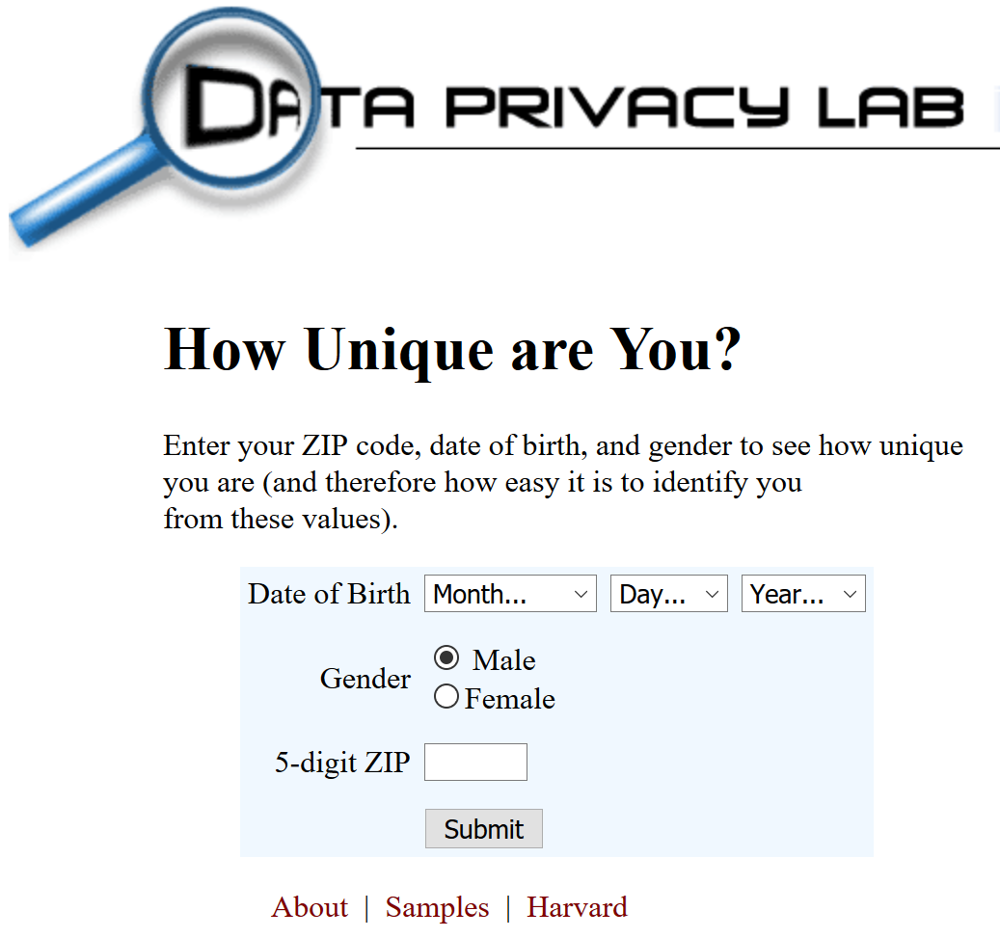 DATA PRIVACY LAB
How Unique are You?
Enter your ZIP code, date of birth, and gender to see how unique
you are (and therefore how easy it is to identify you
from these values).
Date of Birth Month... Day... Year...
Gender
Male
Female
5-digit ZIP
Submit
About | Samples | Harvard